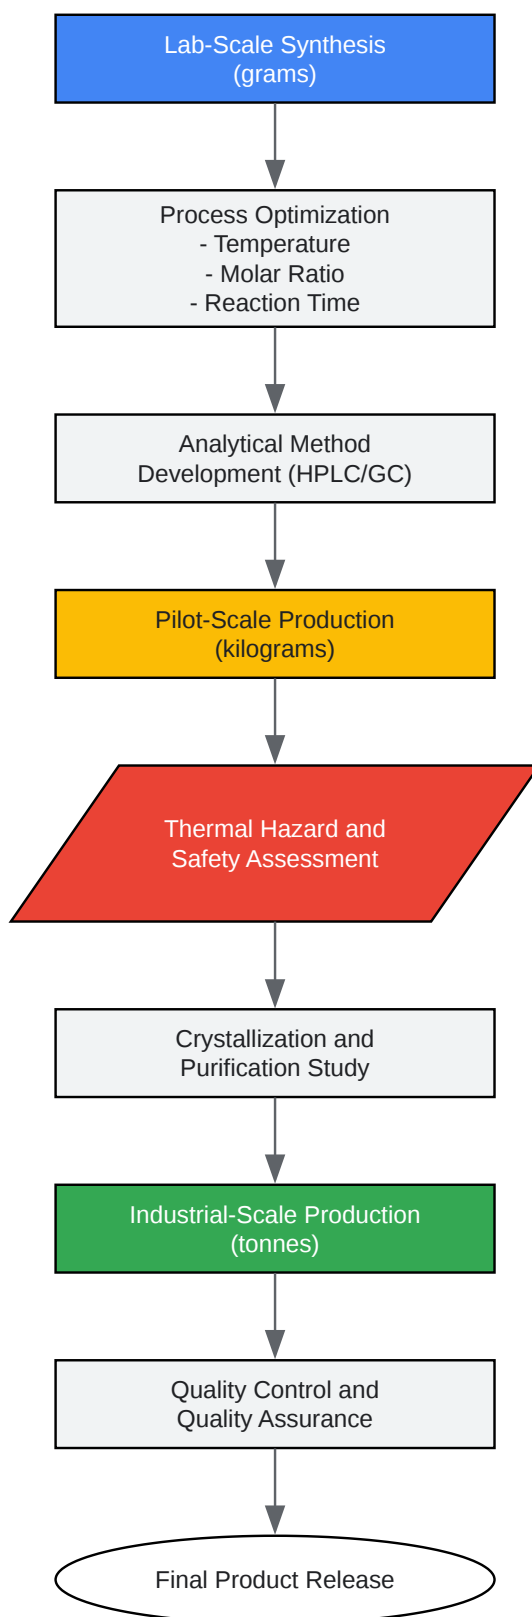 Lab-Scale Synthesis
(grams)
Process Optimization
- Temperature
- Molar Ratio
- Reaction Time
Analytical Method
Development (HPLC/GC)
Pilot-Scale Production
(kilograms)
Thermal Hazard and
Safety Assessment
Crystallization and
Purification Study
Industrial-Scale Production
(tonnes)
Quality Control and
Quality Assurance
Final Product Release